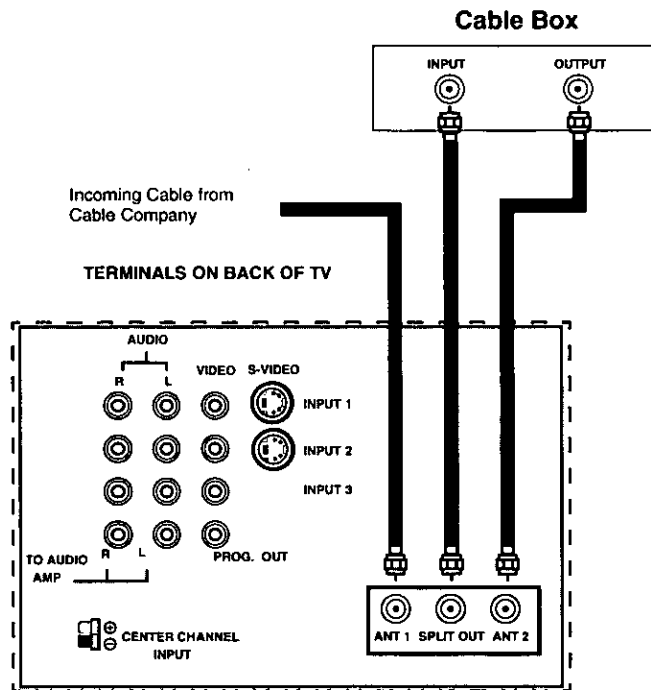 Cable Box
INPUT OUTPUT
Incoming Cable from
Cable Company
TERMINALS ON BACK OF TV
AUDIO
R L VIDEO S-VIDEO
INPUT 1
INPUT 2
INPUT 3
R L PROG. OUT
TO AUDIO
AMP
ANT 1 SPLIT OUT ANT 2
+
−
CENTER CHANNEL
INPUT